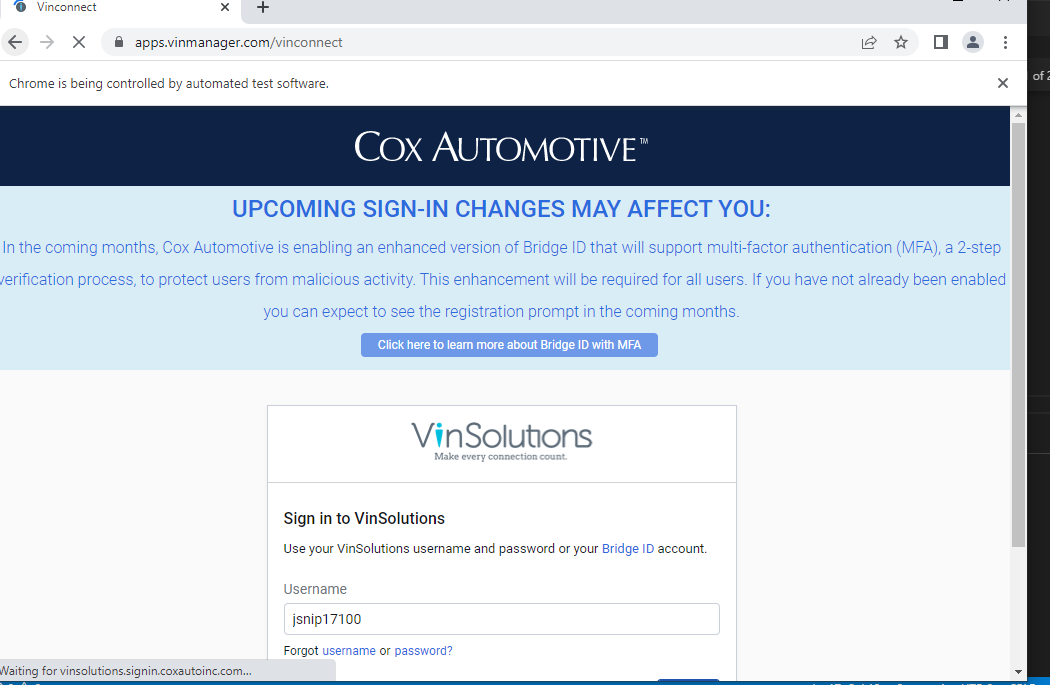 Vinconnect
apps.vinmanager.com/vinconnect
Chrome is being controlled by automated test software.
of 2
COX AUTOMOTIVE™
UPCOMING SIGN-IN CHANGES MAY AFFECT YOU:
In the coming months, Cox Automotive is enabling an enhanced version of Bridge ID that will support multi-factor authentication (MFA), a 2-step
verification process, to protect users from malicious activity. This enhancement will be required for all users. If you have not already been enabled
you can expect to see the registration prompt in the coming months.
Click here to learn more about Bridge ID with MFA
VinSolutions
Make every connection count.
Sign in to VinSolutions
Use your VinSolutions username and password or your Bridge ID account.
Username
jsnip17100
Forgot username or password?
Waiting for vinsolutions.signin.coxautoinc.com...